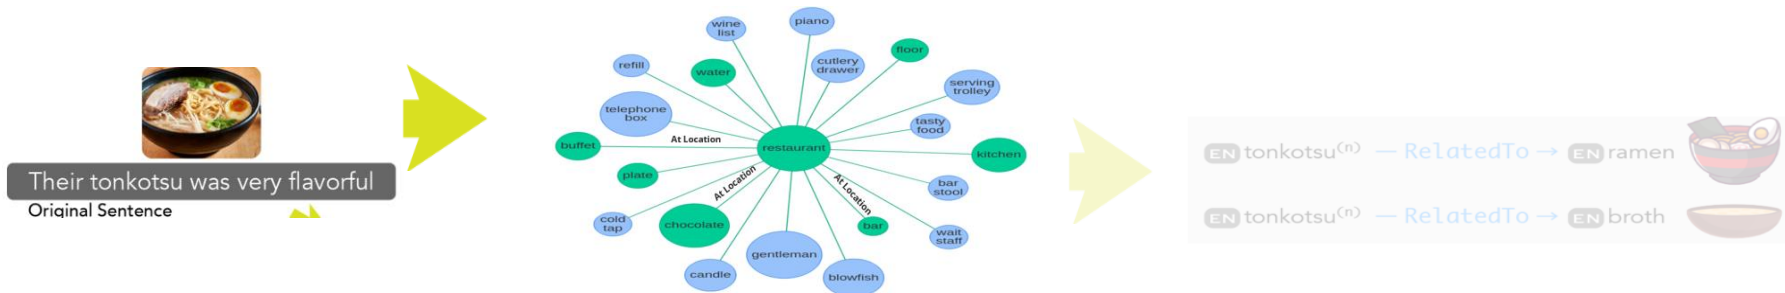 Their tonkotsu was very flavorful
Original Sentence
wine
list
piano
floor
refill
water
cutlery
drawer
serving
trolley
telephone
box
tasty
food
buffet
At Location
restaurant
kitchen
plate
At Location
At Location
bar
stool
cold
tap
chocolate
bar
wait
staff
gentleman
candle
blowfish
EN tonkotsu(n) — RelatedTo → EN ramen
EN tonkotsu(n) — RelatedTo → EN broth